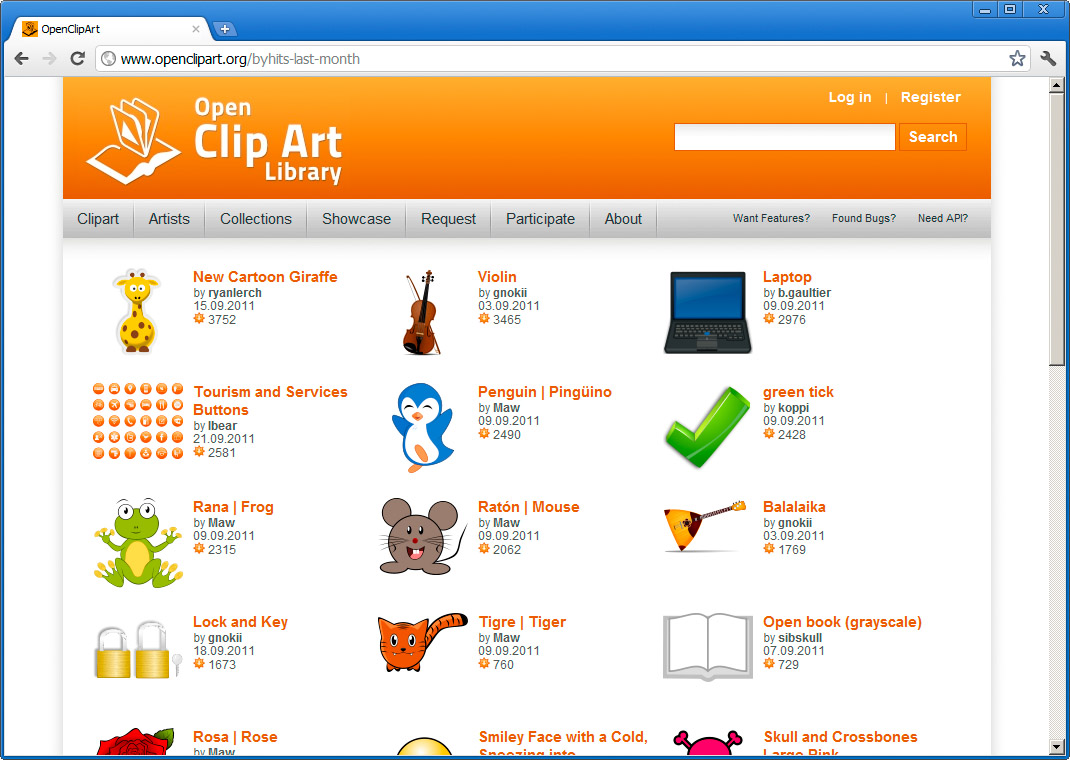 OpenClipArt
www.openclipart.org/byhits-last-month
Open
Clip Art
Library
Log in | Register
Search
Clipart Artists Collections Showcase Request Participate About Want Features? Found Bugs? Need API?
New Cartoon Giraffe
by ryanlerch
15.09.2011
3752
Violin
by gnokii
03.09.2011
3465
Laptop
by b.gaultier
09.09.2011
2976
Tourism and Services
Buttons
by lbear
21.09.2011
2581
Penguin | Pingüino
by Maw
09.09.2011
2490
green tick
by koppi
09.09.2011
2428
Rana | Frog
by Maw
09.09.2011
2315
Ratón | Mouse
by Maw
09.09.2011
2062
Balalaika
by gnokii
03.09.2011
1769
Lock and Key
by gnokii
18.09.2011
1673
Tigre | Tiger
by Maw
09.09.2011
760
Open book (grayscale)
by sibskull
07.09.2011
729
Rosa | Rose
by Maw
Smiley Face with a Cold,
Sneezing into
Skull and Crossbones
Large Pink